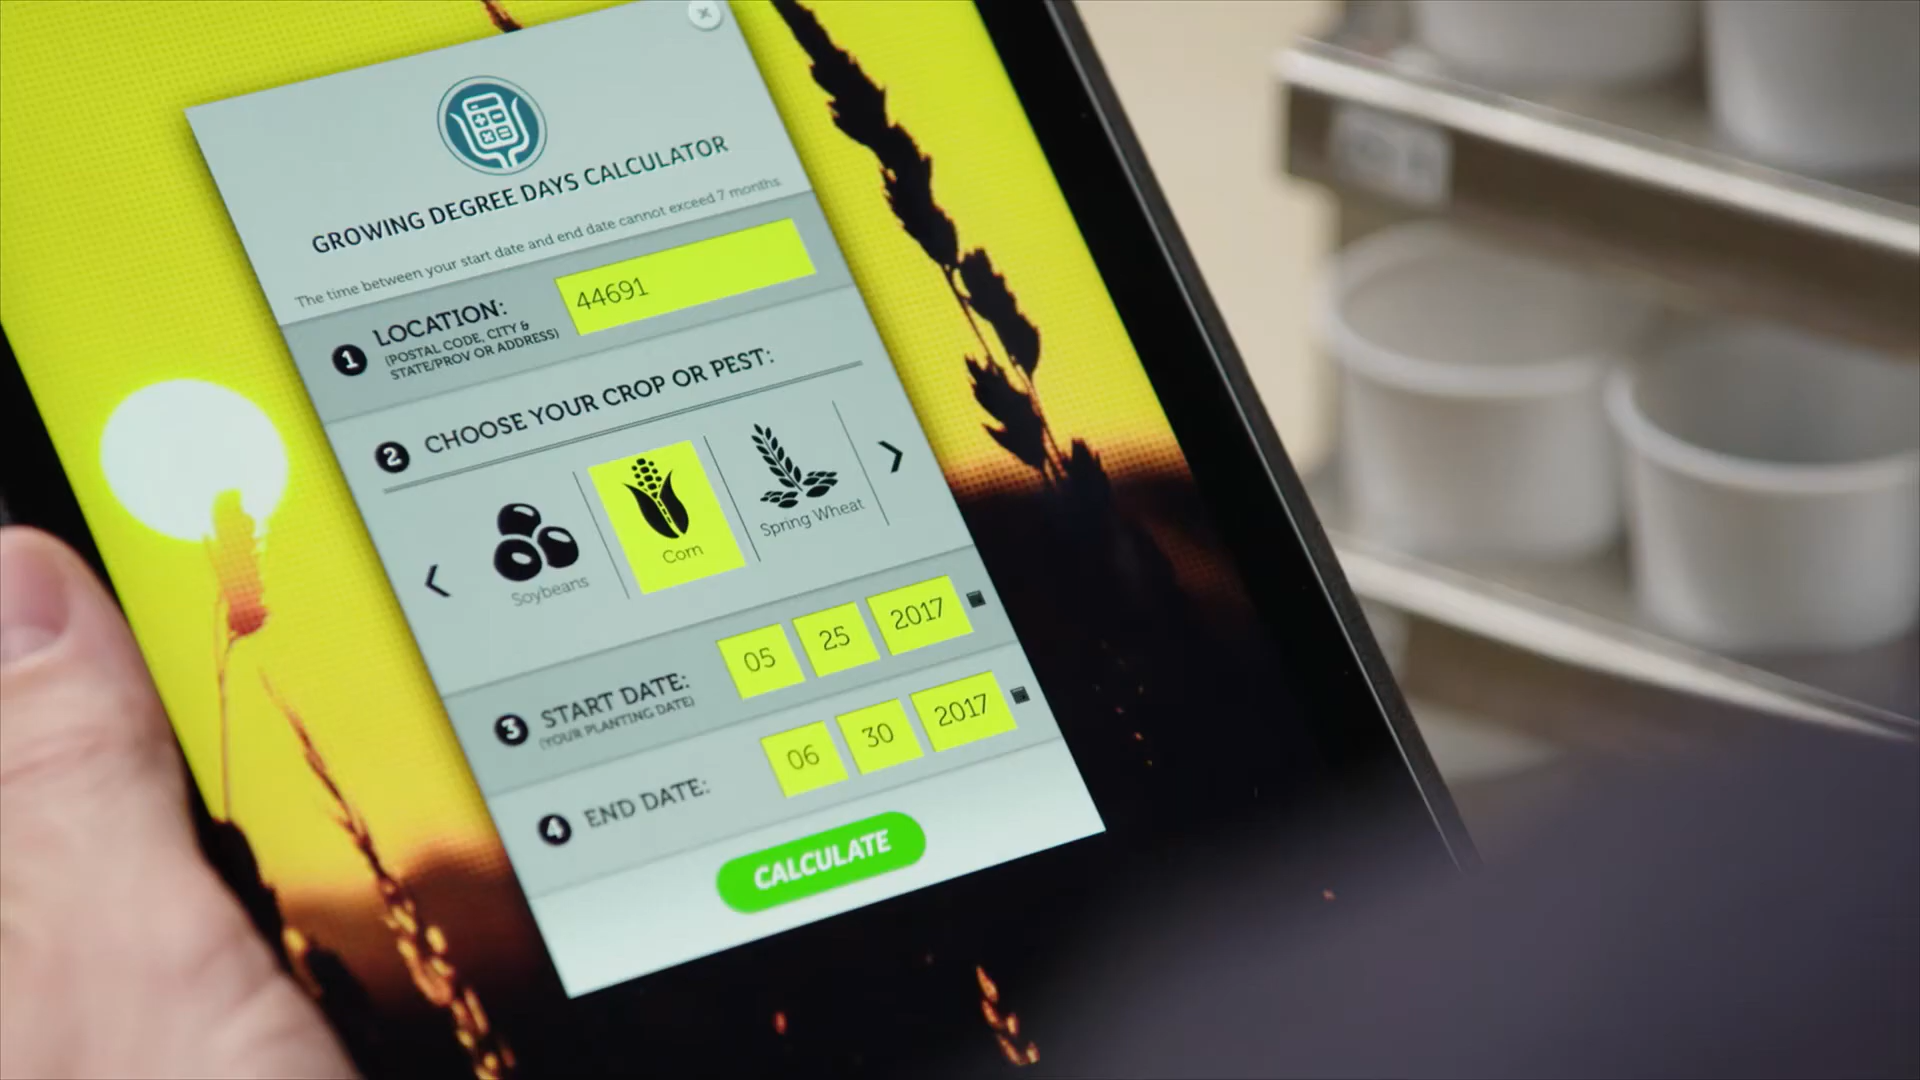 GROWING DEGREE DAYS CALCULATOR
The time between your start date and end date cannot exceed 7 months.
1 LOCATION:
(POSTAL CODE, CITY &
STATE/PROV OR ADDRESS)
44691
2 CHOOSE YOUR CROP OR PEST:
Soybeans
Corn
Spring Wheat
3 START DATE:
(YOUR PLANTING DATE)
05 25 2017
4 END DATE:
06 30 2017
CALCULATE